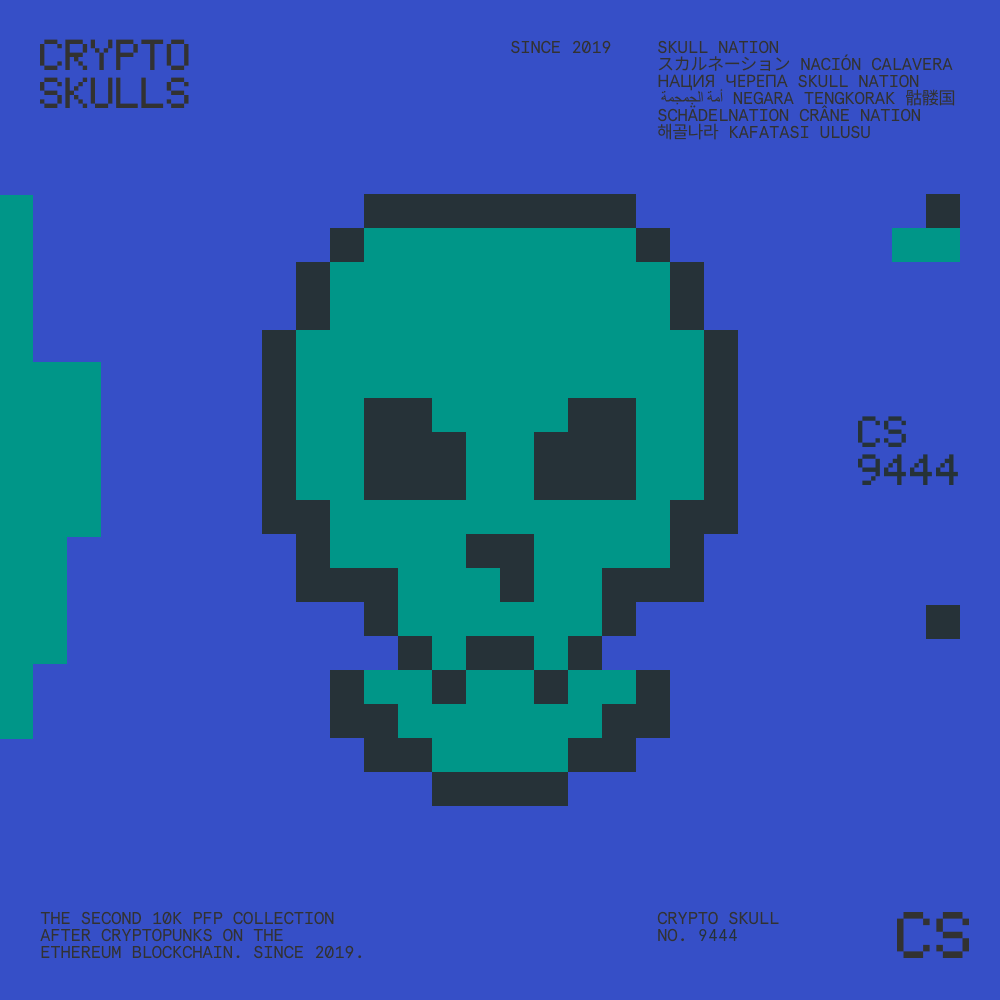 CRYPTO
SKULLS
SINCE 2019
SKULL NATION
スカルネーション NACIÓN CALAVERA
НАЦИЯ ЧЕРЕПА SKULL NATION
أمة الجمجمة NEGARA TENGKORAK 骷髅国
SCHÄDELNATION CRÂNE NATION
해골나라 KAFATASI ULUSU
CS
9444
THE SECOND 10K PFP COLLECTION
AFTER CRYPTOPUNKS ON THE
ETHEREUM BLOCKCHAIN. SINCE 2019.
CRYPTO SKULL
NO. 9444
CS